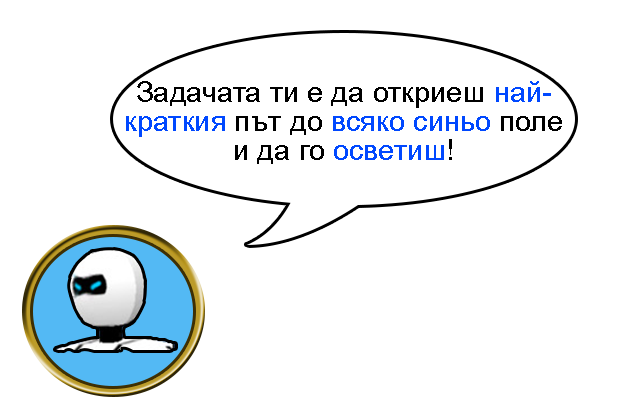 Задачата ти е да откриеш най-
краткия път до всяко синьо поле
и да го осветиш!